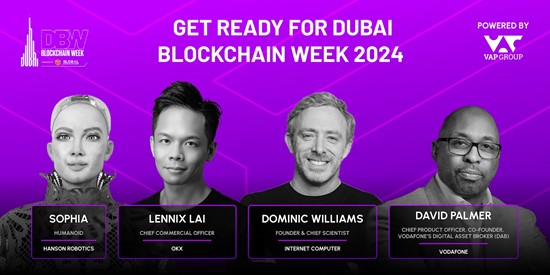 DBW
BLOCKCHAIN WEEK
DUBAI
GLOBAL
GET READY FOR DUBAI
BLOCKCHAIN WEEK 2024
POWERED BY
VAP GROUP
SOPHIA
HUMANOID
HANSON ROBOTICS
LENNIX LAI
CHIEF COMMERCIAL OFFICER
OKX
DOMINIC WILLIAMS
FOUNDER & CHIEF SCIENTIST
INTERNET COMPUTER
DAVID PALMER
CHIEF PRODUCT OFFICER, CO-FOUNDER,
VODAFONE'S DIGITAL ASSET BROKER (DAB)
VODAFONE